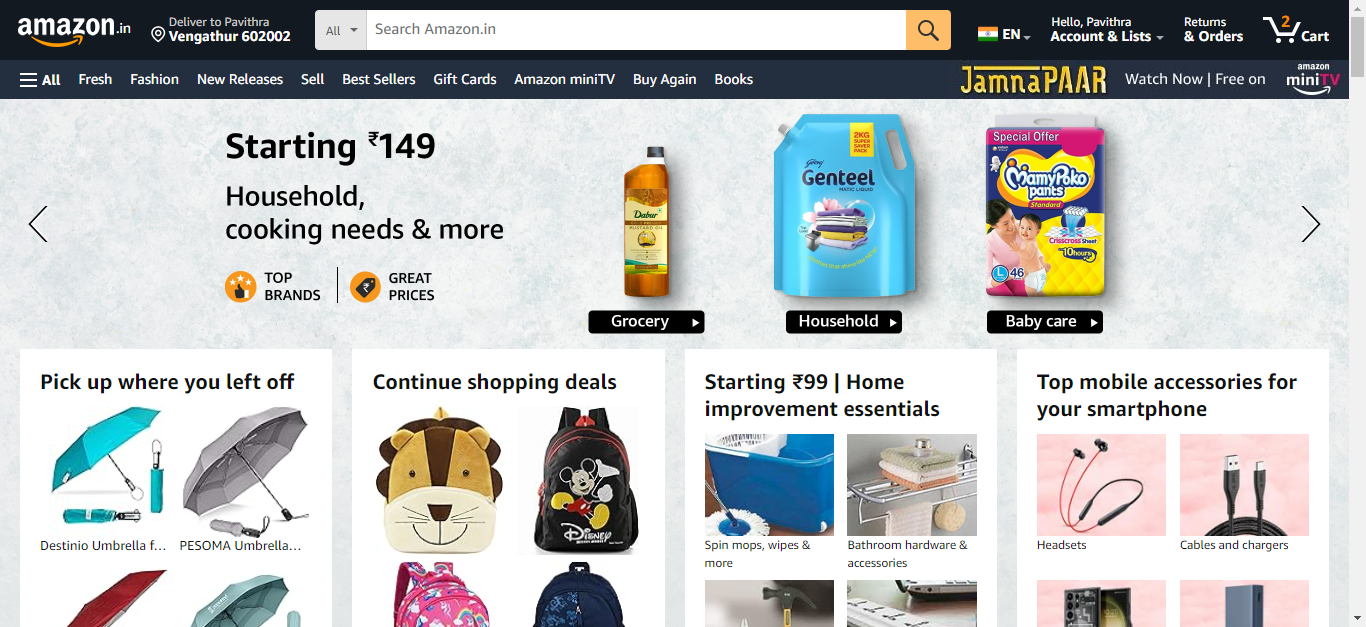 amazon.in
Deliver to Pavithra
Vengathur 602002
All
Search Amazon.in
EN
Hello, Pavithra
Account & Lists
Returns
& Orders
2
Cart
All
Fresh
Fashion
New Releases
Sell
Best Sellers
Gift Cards
Amazon miniTV
Buy Again
Books
JamnaPAAR
Watch Now | Free on
amazon
miniTV
Starting ₹149
Household,
cooking needs & more
TOP
BRANDS
GREAT
PRICES
Dabur
MUSTARD OIL
Grocery
2KG
SUPER
SAVER
PACK
Godrej
Genteel
MATIC LIQUID
Household
Special Offer
MamyPoko
pants
Standard
Crisscross Sheet
10hours
L 46
Baby care
Pick up where you left off
Destinio Umbrella f...
PESOMA Umbrella...
Continue shopping deals
Disney
Starting ₹99 | Home
improvement essentials
Spin mops, wipes &
more
Bathroom hardware &
accessories
Top mobile accessories for
your smartphone
Headsets
Cables and chargers